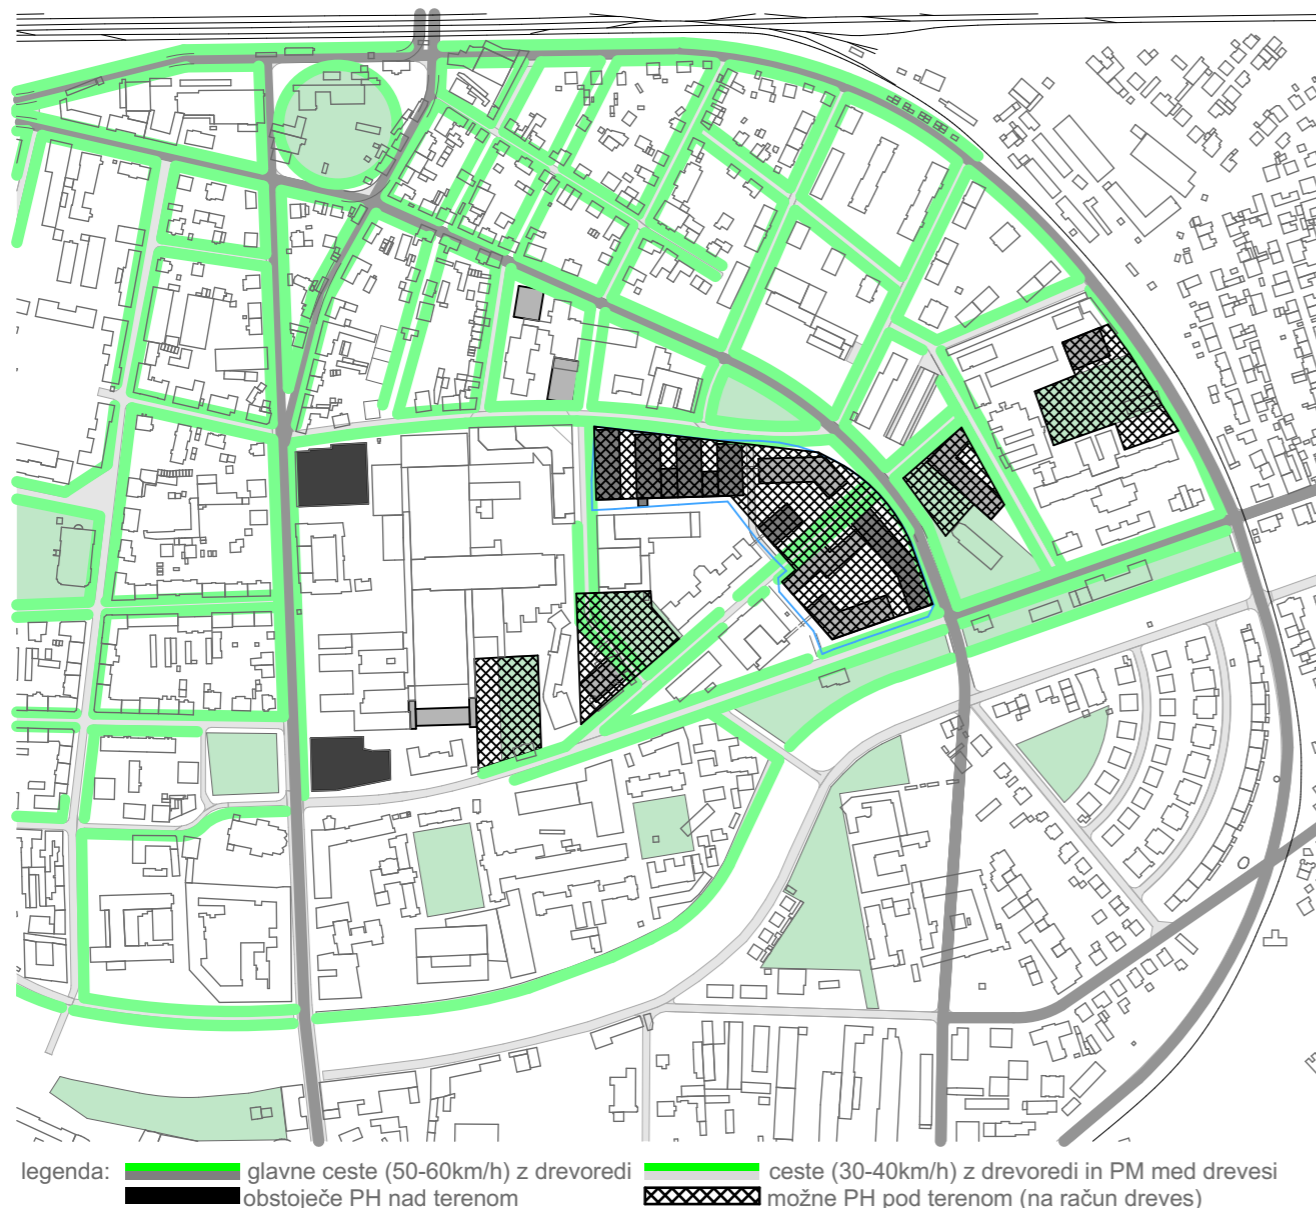 legenda: glavne ceste (50-60km/h) z drevoredi ceste (30-40km/h) z drevoredi in PM med drevesi
obstoječe PH nad terenom možne PH pod terenom (na račun dreves)